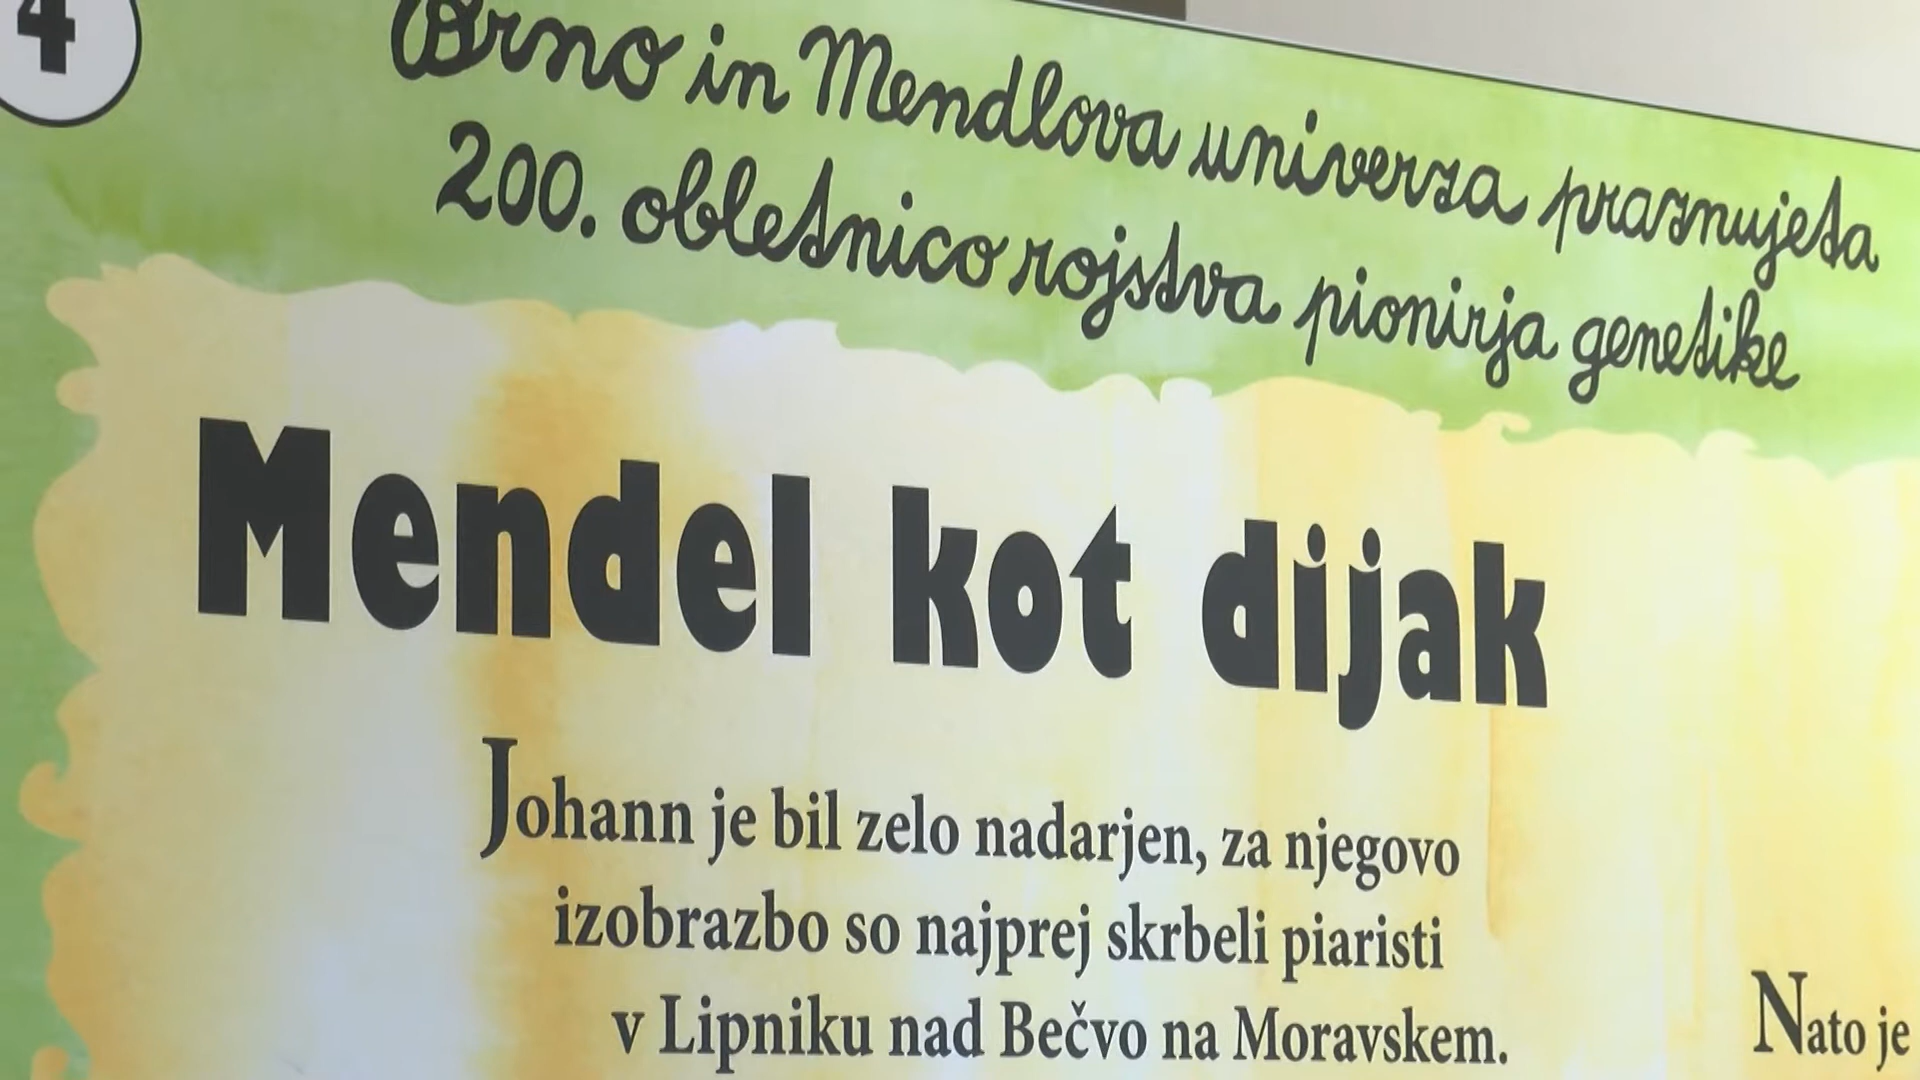 4
Brno in Mendlova univerza praznujeta
200. obletnico rojstva pionirja genetike
Mendel kot dijak
Johann je bil zelo nadarjen, za njegovo
izobrazbo so najprej skrbeli piaristi
v Lipniku nad Bečvo na Moravskem.
Nato je